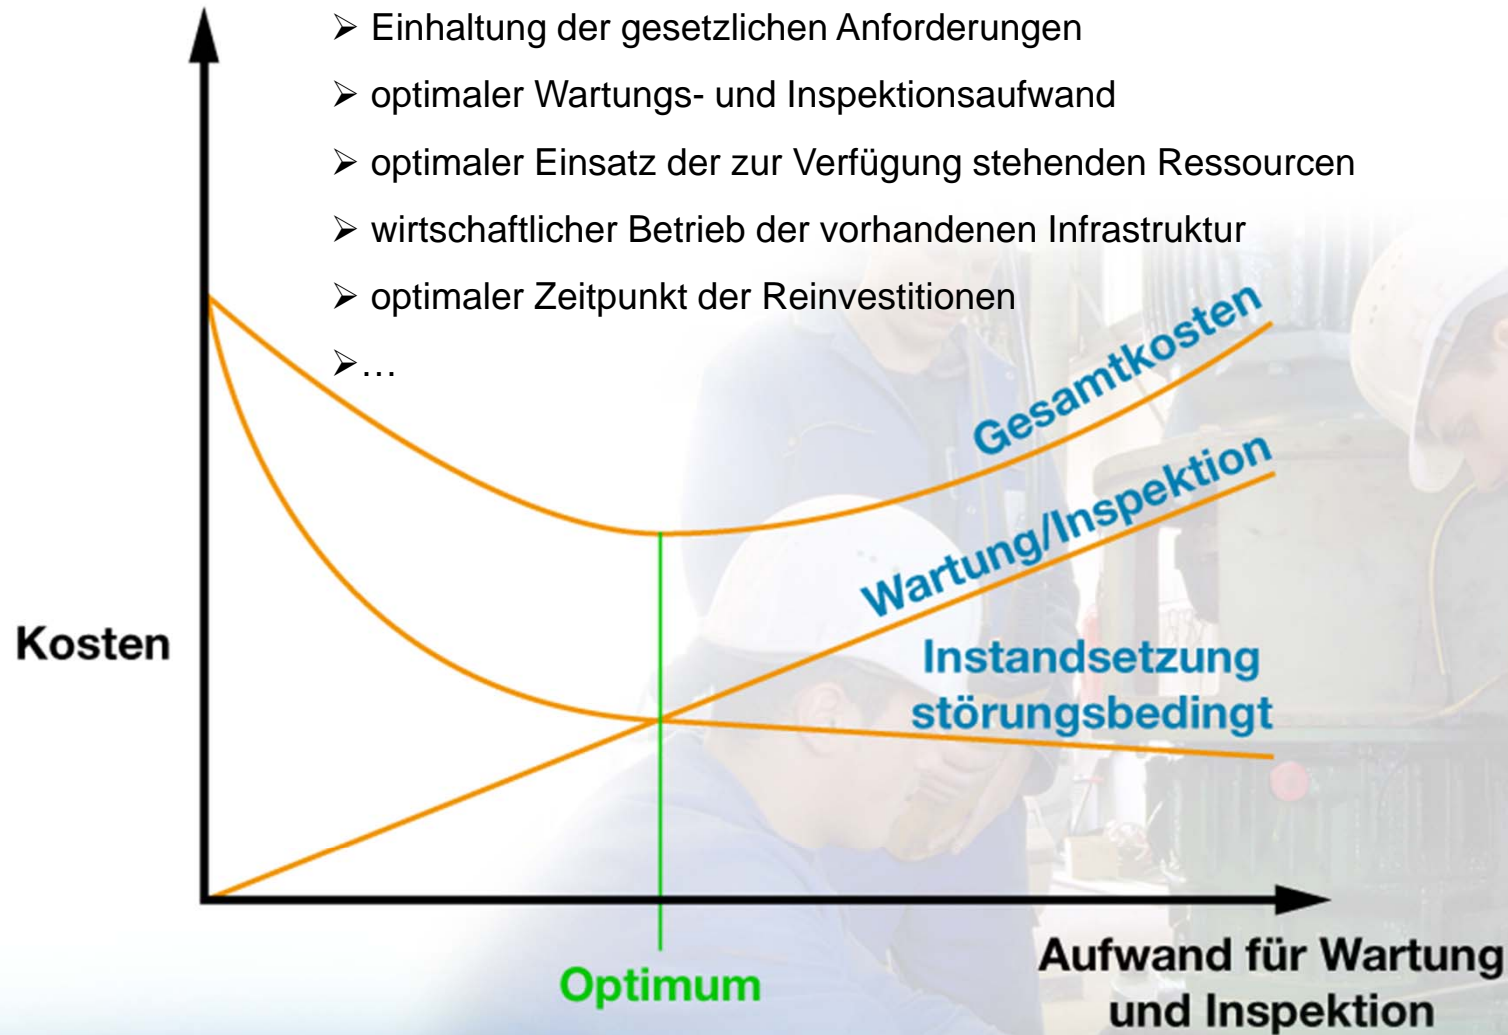 ➢ Einhaltung der gesetzlichen Anforderungen
➢ optimaler Wartungs- und Inspektionsaufwand
➢ optimaler Einsatz der zur Verfügung stehenden Ressourcen
➢ wirtschaftlicher Betrieb der vorhandenen Infrastruktur
➢ optimaler Zeitpunkt der Reinvestitionen
➢…
Gesamtkosten
Wartung/Inspektion
Kosten
Instandsetzung
störungsbedingt
Optimum
Aufwand für Wartung
und Inspektion